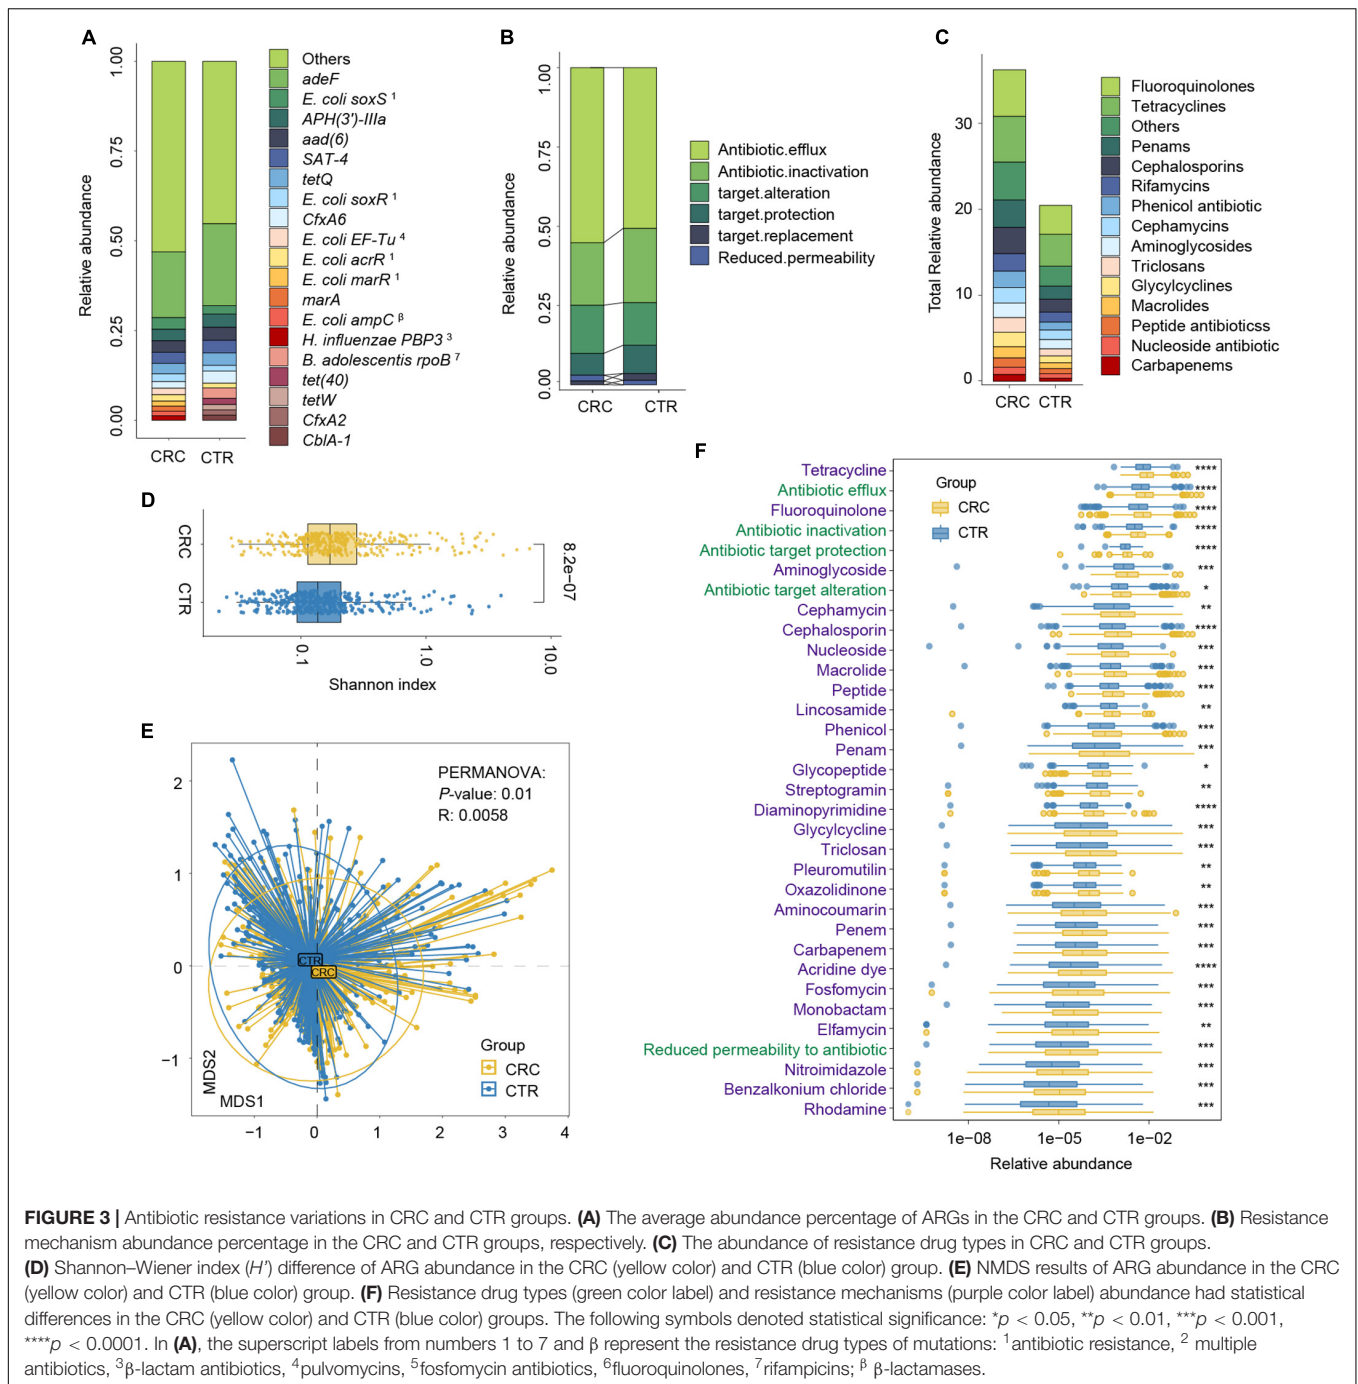 A
Relative abundance
1.00
0.75
0.50
0.25
0.00
CRC CTR
Others
adeF
E. coli soxS ¹
APH(3')-IIIa
aad(6)
SAT-4
tetQ
E. coli soxR ¹
CfxA6
E. coli EF-Tu ⁴
E. coli acrR ¹
E. coli marR ¹
marA
E. coli ampC ᵝ
H. influenzae PBP3 ³
B. adolescentis rpoB ⁷
tet(40)
tetW
CfxA2
CblA-1
B
Relative abundance
1.00
0.75
0.50
0.25
0.00
CRC CTR
Antibiotic.efflux
Antibiotic.inactivation
target.alteration
target.protection
target.replacement
Reduced.permeability
C
Total Relative abundance
30
20
10
0
CRC CTR
Fluoroquinolones
Tetracyclines
Others
Penams
Cephalosporins
Rifamycins
Phenicol antibiotic
Cephamycins
Aminoglycosides
Triclosans
Glycylcyclines
Macrolides
Peptide antibioticss
Nucleoside antibiotic
Carbapenems
D
CRC
CTR
8.2e−07
0.1 1.0 10.0
Shannon index
E
PERMANOVA:
P-value: 0.01
R: 0.0058
2
1
0
−1
CTR
CRC
Group
CRC
CTR
MDS2
MDS1
−1 0 1 2 3 4
F
Group
CRC
CTR
Tetracycline ****
Antibiotic efflux ****
Fluoroquinolone ****
Antibiotic inactivation ****
Antibiotic target protection ****
Aminoglycoside ***
Antibiotic target alteration *
Cephamycin **
Cephalosporin ****
Nucleoside ***
Macrolide ***
Peptide ***
Lincosamide **
Phenicol ***
Penam ***
Glycopeptide *
Streptogramin **
Diaminopyrimidine ****
Glycylcycline ***
Triclosan ***
Pleuromutilin **
Oxazolidinone **
Aminocoumarin ***
Penem ***
Carbapenem ***
Acridine dye ****
Fosfomycin ***
Monobactam ***
Elfamycin **
Reduced permeability to antibiotic ***
Nitroimidazole ***
Benzalkonium chloride ***
Rhodamine ***
1e−08 1e−05 1e−02
Relative abundance
FIGURE 3 | Antibiotic resistance variations in CRC and CTR groups. (A) The average abundance percentage of ARGs in the CRC and CTR groups. (B) Resistance
mechanism abundance percentage in the CRC and CTR groups, respectively. (C) The abundance of resistance drug types in CRC and CTR groups.
(D) Shannon–Wiener index (H′) difference of ARG abundance in the CRC (yellow color) and CTR (blue color) group. (E) NMDS results of ARG abundance in the CRC
(yellow color) and CTR (blue color) group. (F) Resistance drug types (green color label) and resistance mechanisms (purple color label) abundance had statistical
differences in the CRC (yellow color) and CTR (blue color) groups. The following symbols denoted statistical significance: *p < 0.05, **p < 0.01, ***p < 0.001,
****p < 0.0001. In (A), the superscript labels from numbers 1 to 7 and β represent the resistance drug types of mutations: ¹antibiotic resistance, ² multiple
antibiotics, ³β-lactam antibiotics, ⁴pulvomycins, ⁵fosfomycin antibiotics, ⁶fluoroquinolones, ⁷rifampicins; ᵝ β-lactamases.